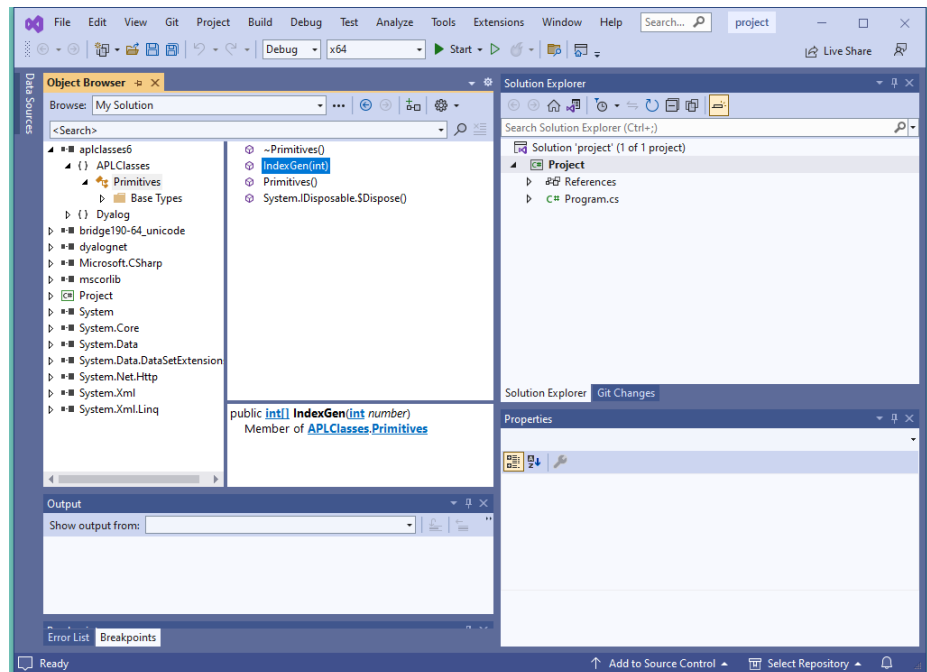 File Edit View Git Project Build Debug Test Analyze Tools Extensions Window Help Search... project
Debug x64 Start Live Share
Data Sources
Object Browser
Browse: My Solution
<Search>
aplclasses6
{ } APLClasses
Primitives
Base Types
{ } Dyalog
bridge190-64_unicode
dyalognet
Microsoft.CSharp
mscorlib
C# Project
System
System.Core
System.Data
System.Data.DataSetExtension
System.Net.Http
System.Xml
System.Xml.Linq
~Primitives()
IndexGen(int)
Primitives()
System.IDisposable.$Dispose()
public int[] IndexGen(int number)
Member of APLClasses.Primitives
Output
Show output from:
Error List Breakpoints
Solution Explorer
Search Solution Explorer (Ctrl+;)
Solution 'project' (1 of 1 project)
C# Project
References
C# Program.cs
Solution Explorer Git Changes
Properties
Ready Add to Source Control Select Repository